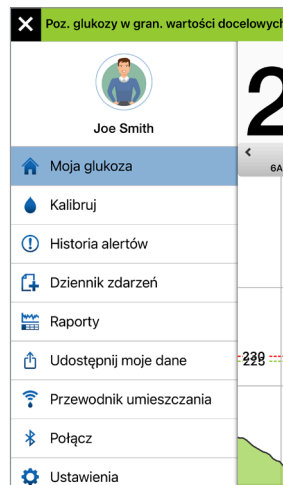 Poz. glukozy w gran. wartości docelowych
Joe Smith
2
Moja glukoza
6A
Kalibruj
Historia alertów
Dziennik zdarzeń
Raporty
Udostępnij moje dane
230
225
Przewodnik umieszczania
Połącz
Ustawienia